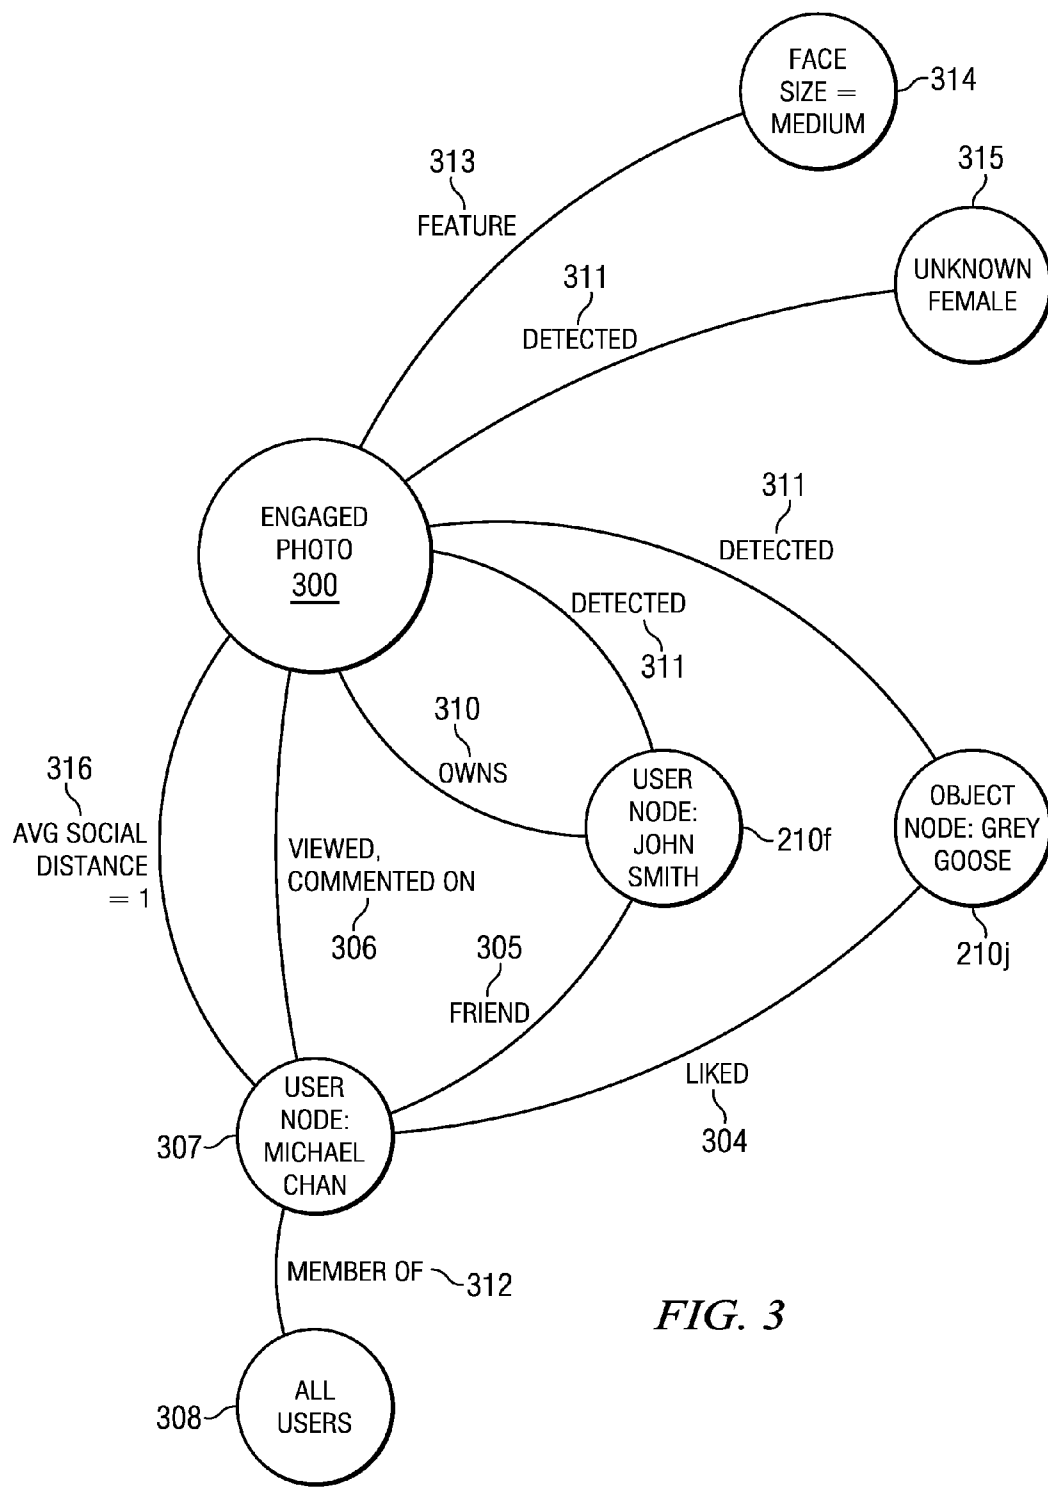 FACE
SIZE =
MEDIUM
314
313
FEATURE
315
UNKNOWN
FEMALE
311
DETECTED
ENGAGED
PHOTO
300
311
DETECTED
DETECTED
311
310
OWNS
316
AVG SOCIAL
DISTANCE
= 1
VIEWED,
COMMENTED ON
306
USER
NODE:
JOHN
SMITH
210f
OBJECT
NODE: GREY
GOOSE
210j
305
FRIEND
LIKED
304
USER
NODE:
MICHAEL
CHAN
307
MEMBER OF
312
FIG. 3
ALL
USERS
308